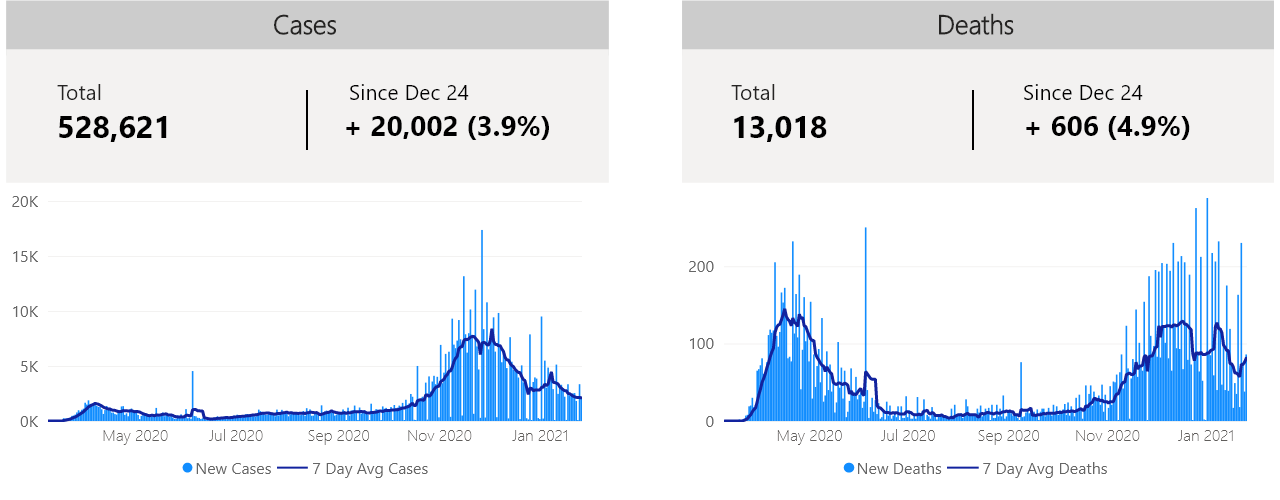 Cases
Total
528,621
Since Dec 24
+ 20,002 (3.9%)
20K
15K
10K
5K
0K
May 2020 Jul 2020 Sep 2020 Nov 2020 Jan 2021
New Cases 7 Day Avg Cases
Deaths
Total
13,018
Since Dec 24
+ 606 (4.9%)
200
100
0
May 2020 Jul 2020 Sep 2020 Nov 2020 Jan 2021
New Deaths 7 Day Avg Deaths